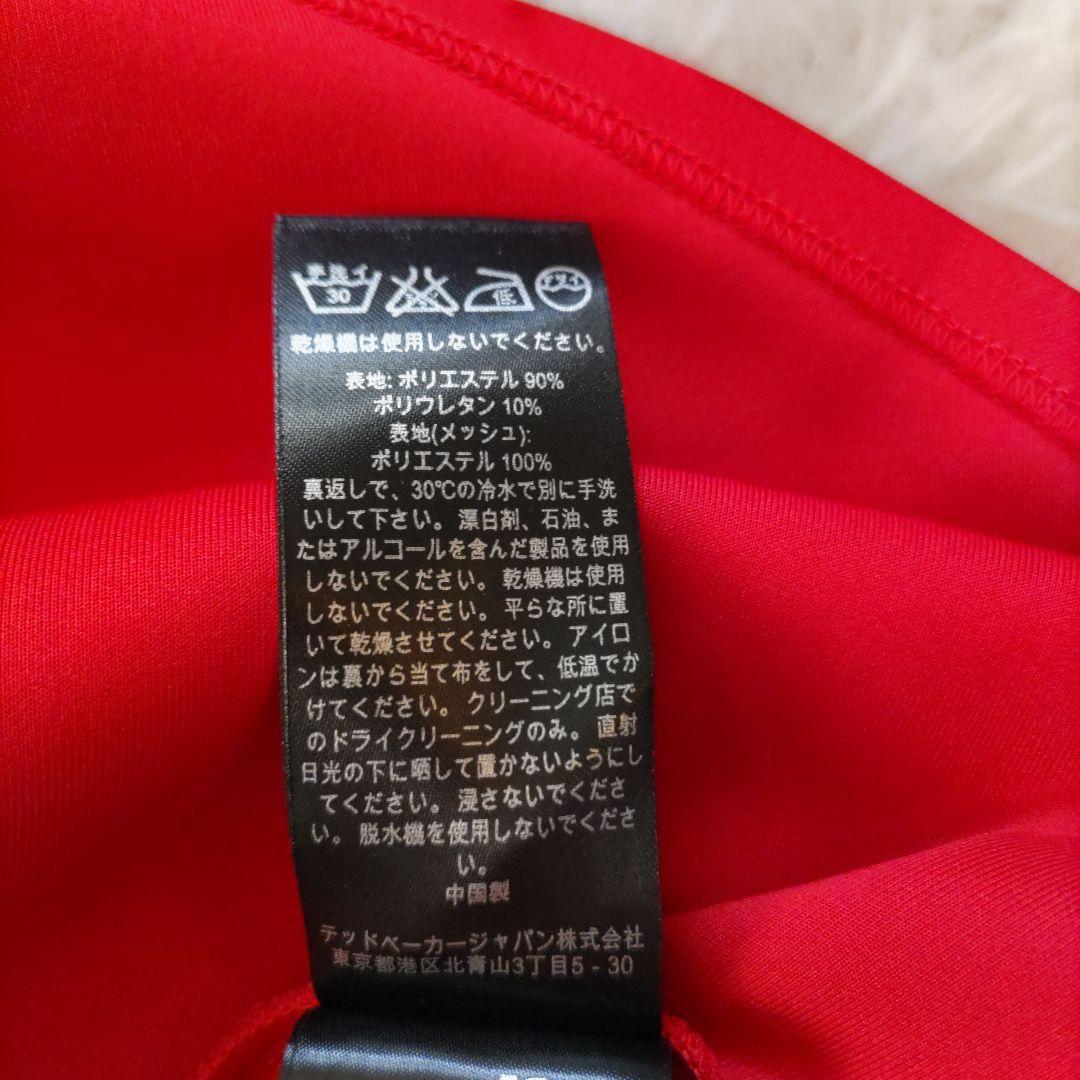 手洗イ
30
低
乾燥機は使用しないでください。
表地: ポリエステル 90%
ポリウレタン 10%
表地(メッシュ):
ポリエステル 100%
裏返しで、30℃の冷水で別に手洗
いして下さい。 漂白剤、石油、ま
たはアルコールを含んだ製品を使用
しないでください。 乾燥機は使用
しないでください。 平らな所に置
いて乾燥させてください。 アイロ
ンは裏から当て布をして、低温でか
けてください。 クリーニング店で
のドライクリーニングのみ。 直射
日光の下に晒して置かないようにし
てください。 浸さないでくださ
い。 脱水機を使用しないでくださ
い。
中国製
テッドベーカージャパン株式会社
東京都港区北青山3丁目5 - 30